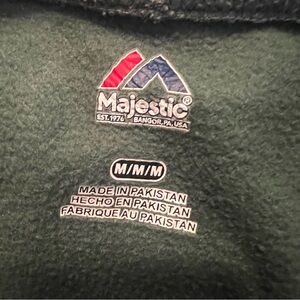 Majestic®
EST. 1976 BANGOR, PA, USA
M/M/M
MADE IN PAKISTAN
HECHO EN PAKISTAN
FABRIQUE AU PAKISTAN